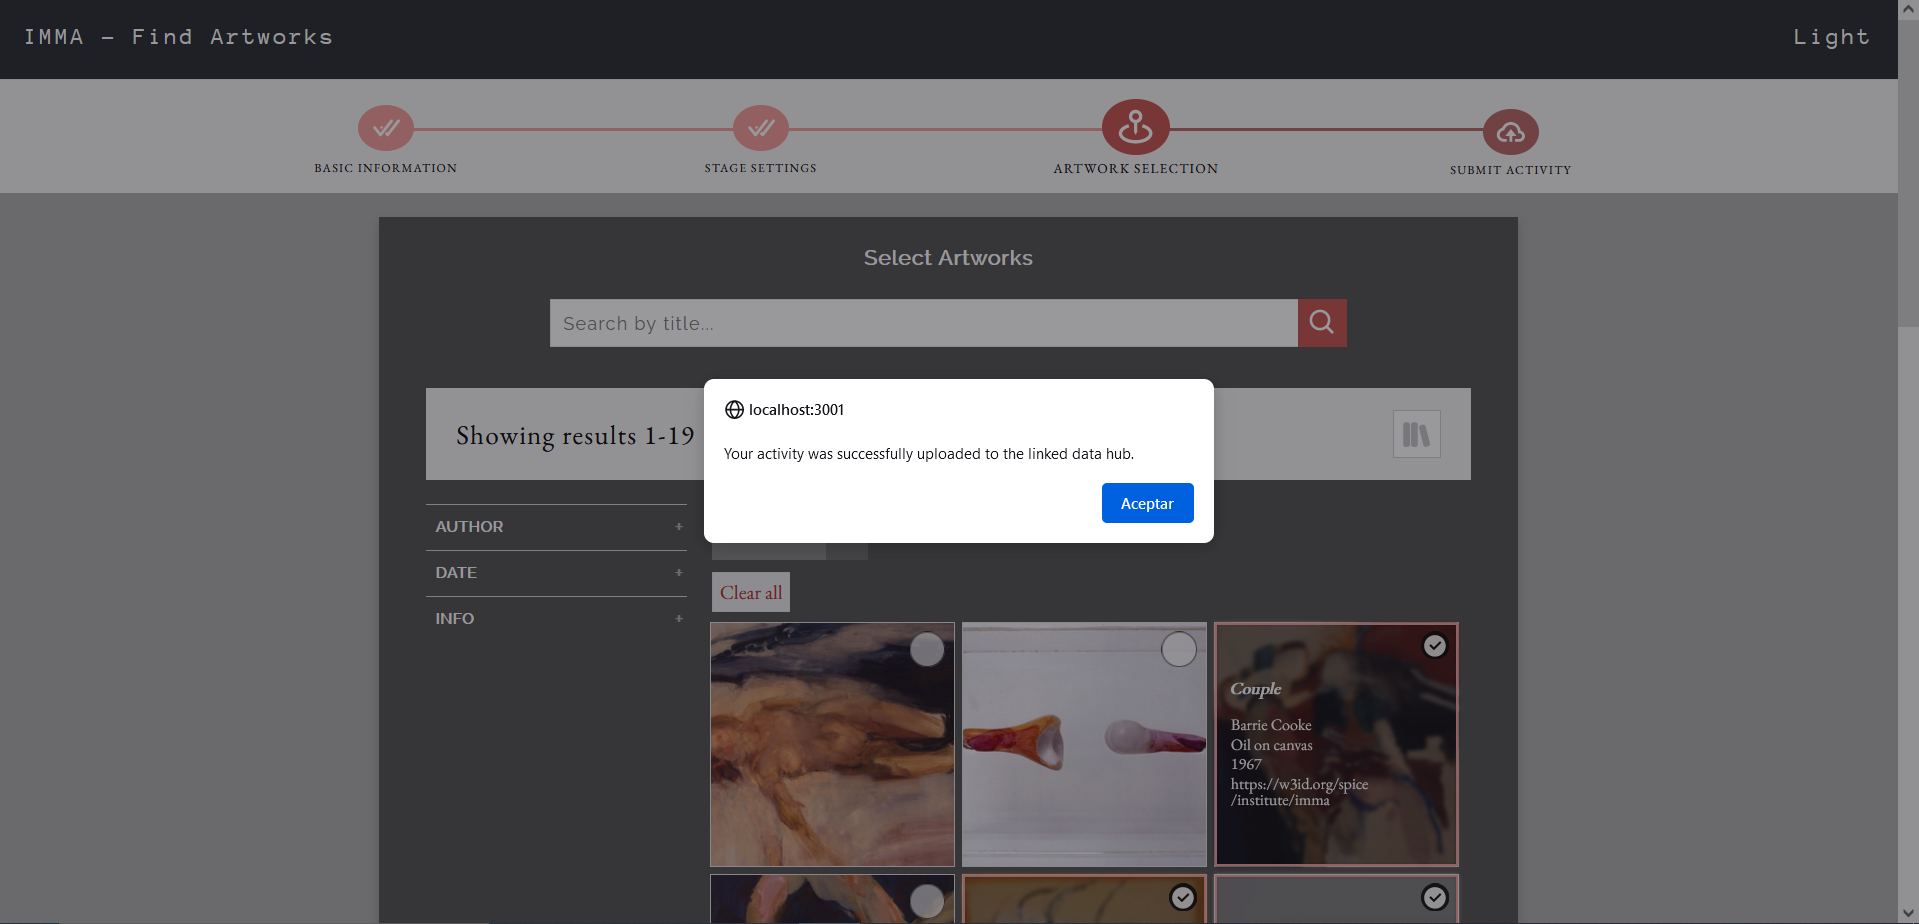 IMMA - Find Artworks
Light
BASIC INFORMATION
STAGE SETTINGS
ARTWORK SELECTION
SUBMIT ACTIVITY
Select Artworks
Search by title...
Showing results 1-19
localhost:3001
Your activity was successfully uploaded to the linked data hub.
Aceptar
AUTHOR +
DATE +
INFO +
Clear all
Couple
Barrie Cooke
Oil on canvas
1967
https://w3id.org/spice
/institute/imma